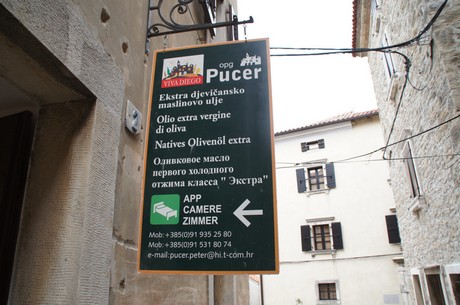 VIVA DIEGO
opg
Pucer
Ekstra djevičansko
maslinovo ulje
Olio extra vergine
di oliva
Natives Olivenöl extra
Оливковое масло
первого холодного
отжима класса " Экстра"
APP
CAMERE
ZIMMER
Mob:+385(0)91 935 25 80
Mob:+385(0)91 531 80 74
e-mail:pucer.peter@hi.t-com.hr